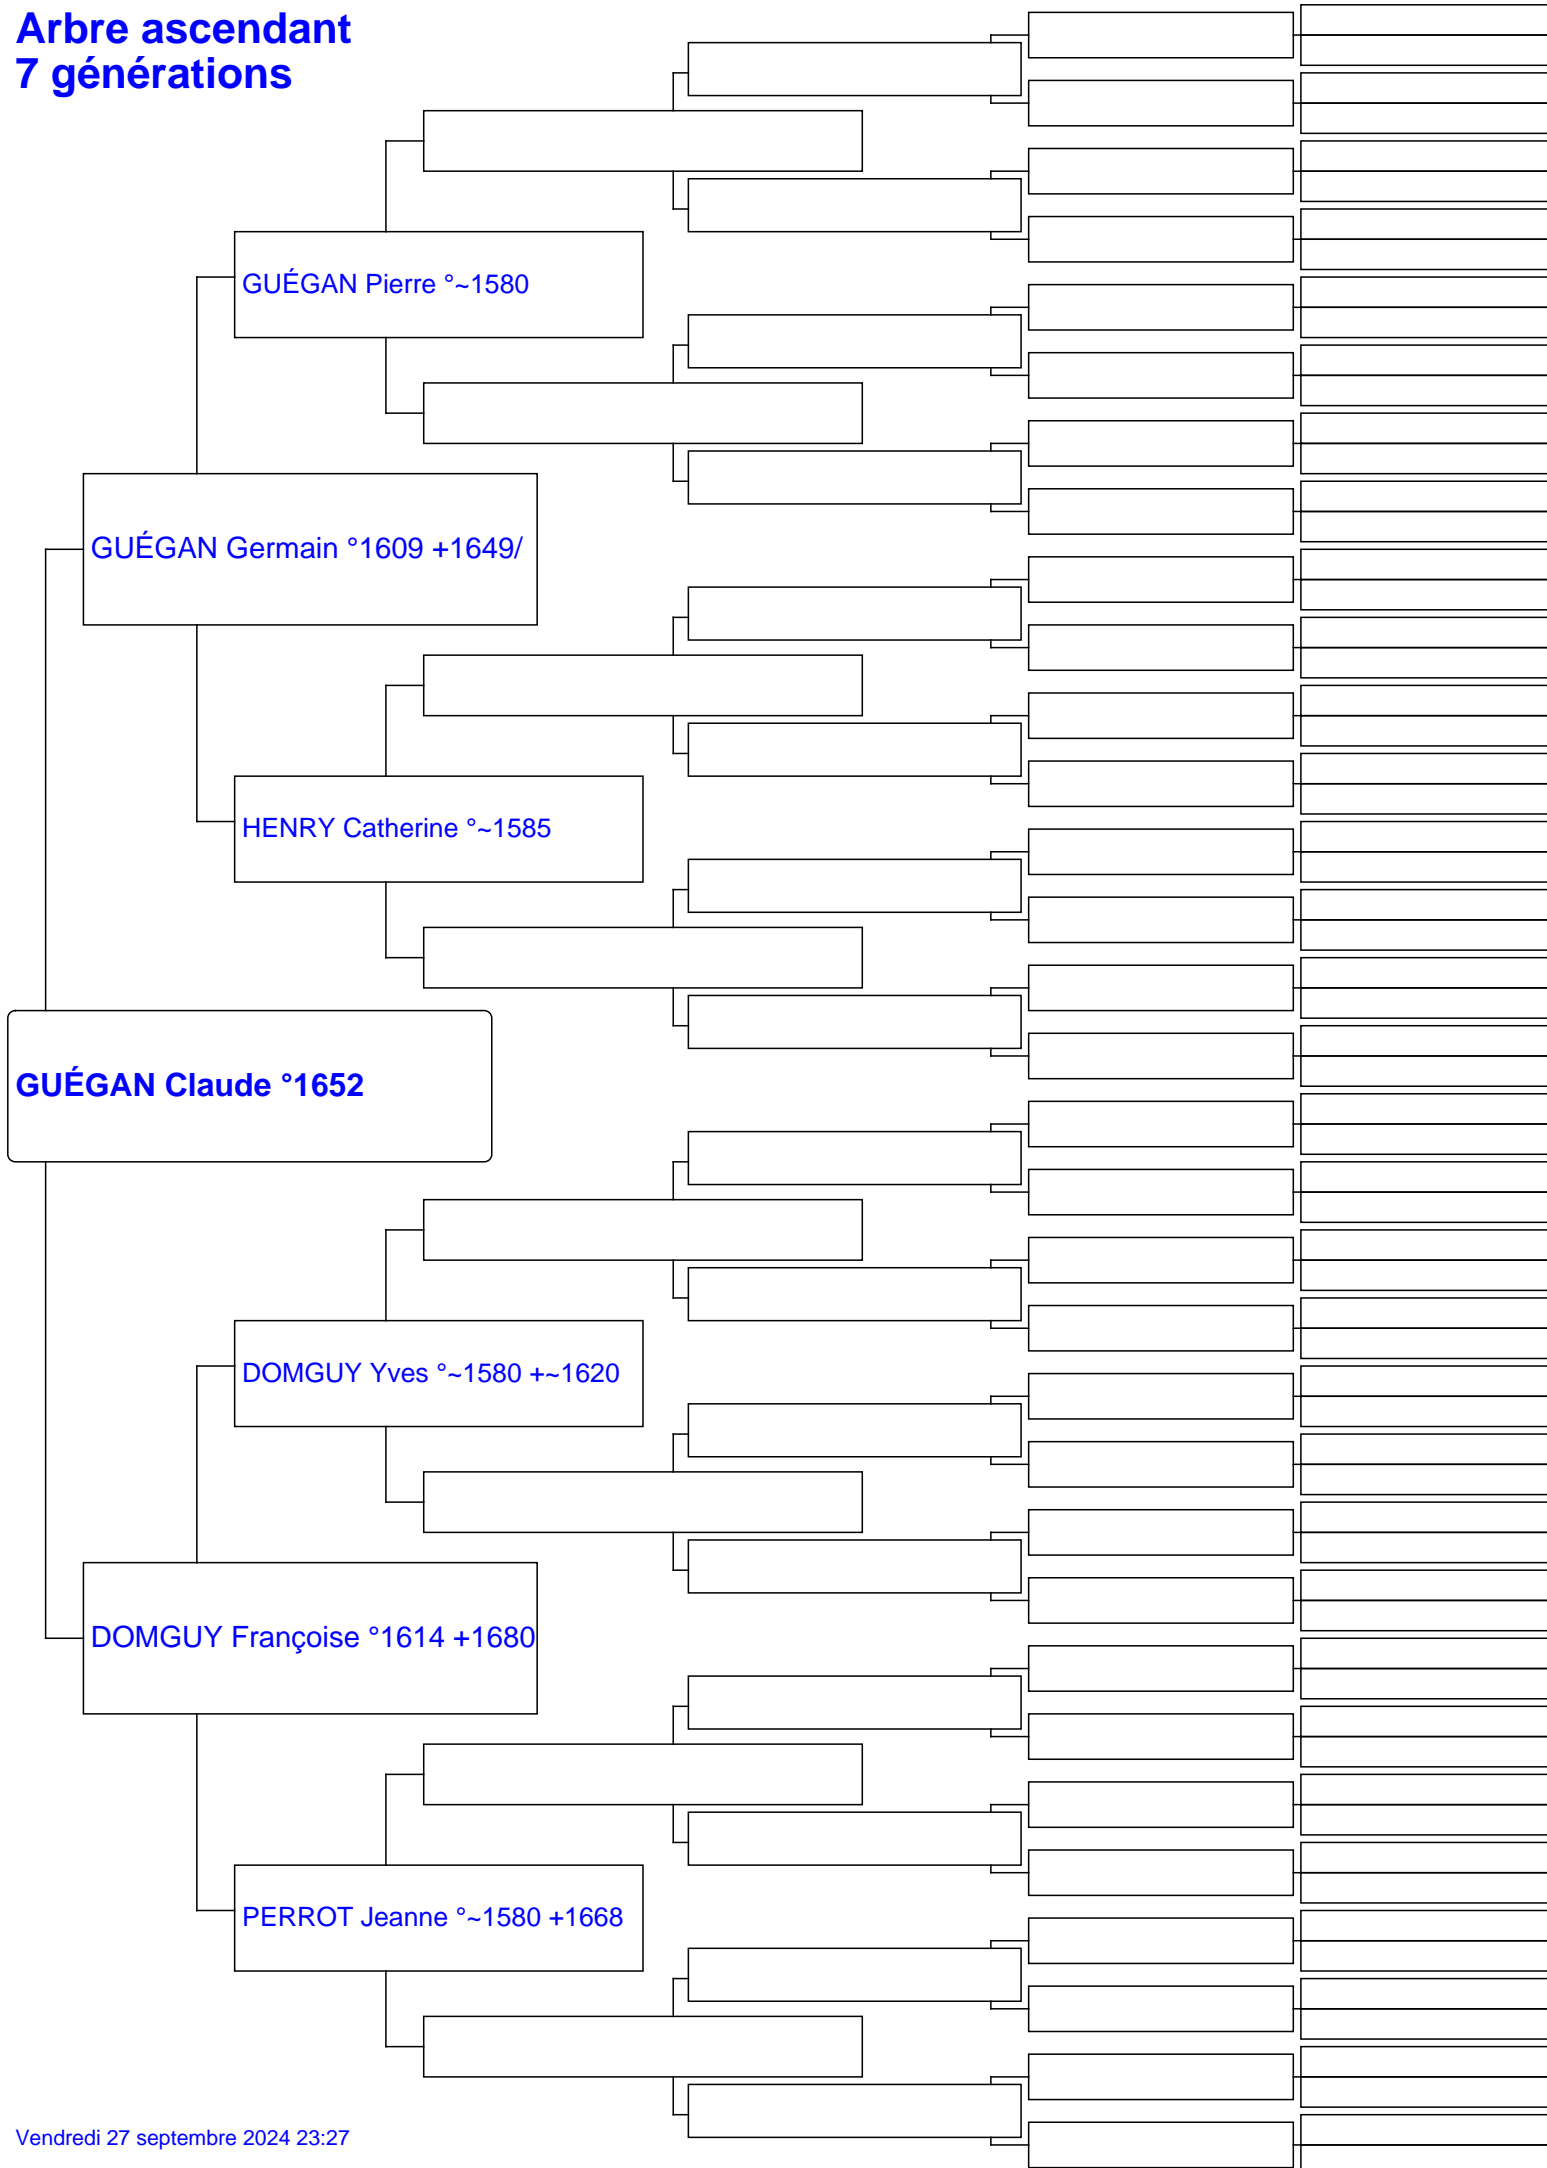 Arbre ascendant
7 générations
GUÉGAN Pierre °~1580
GUÉGAN Germain °1609 +1649/
HENRY Catherine °~1585
GUÉGAN Claude °1652
DOMGUY Yves °~1580 +~1620
DOMGUY Françoise °1614 +1680
PERROT Jeanne °~1580 +1668
Vendredi 27 septembre 2024 23:27